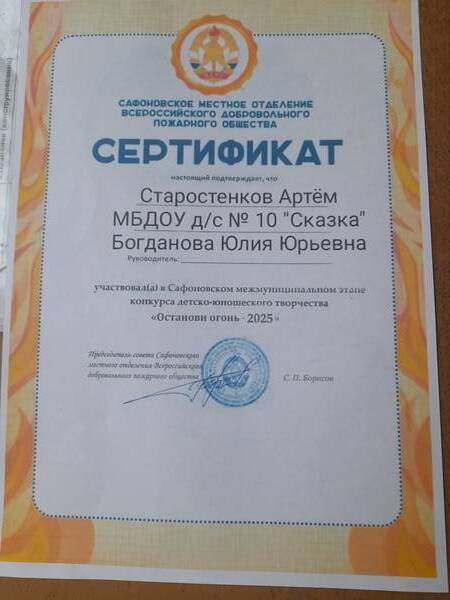 САФОНОВСКОЕ МЕСТНОЕ ОТДЕЛЕНИЕ
ВСЕРОССИЙСКОГО ДОБРОВОЛЬНОГО
ПОЖАРНОГО ОБЩЕСТВА
СЕРТИФИКАТ
настоящий подтверждает, что
Старостенков Артём
МБДОУ д/с № 10 "Сказка"
Богданова Юлия Юрьевна
Руководитель:
участвовал(а) в Сафоновском межмуниципальном этапе
конкурса детско-юношеского творчества
«Останови огонь - 2025»
Председатель совета Сафоновского
местного отделения Всероссийского
добровольного пожарного общества
С. П. Борисов